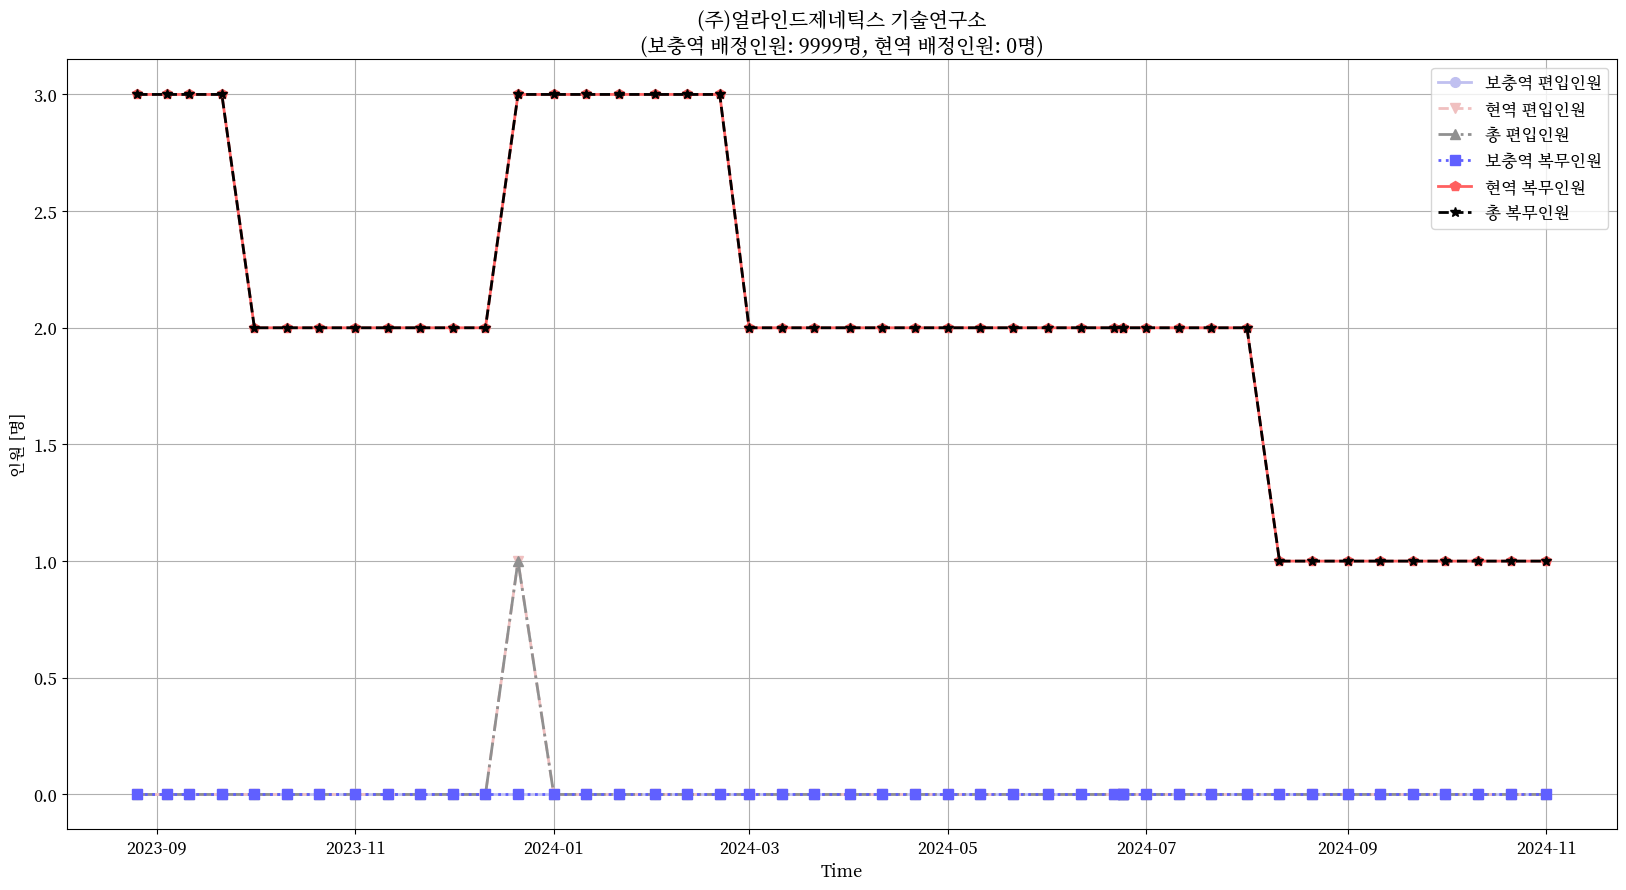 (주)얼라인드제네틱스 기술연구소
(보충역 배정인원: 9999명, 현역 배정인원: 0명)
보충역 편입인원
현역 편입인원
총 편입인원
보충역 복무인원
현역 복무인원
총 복무인원
인원 [명]
3.0
2.5
2.0
1.5
1.0
0.5
0.0
2023-09
2023-11
2024-01
2024-03
2024-05
2024-07
2024-09
2024-11
Time